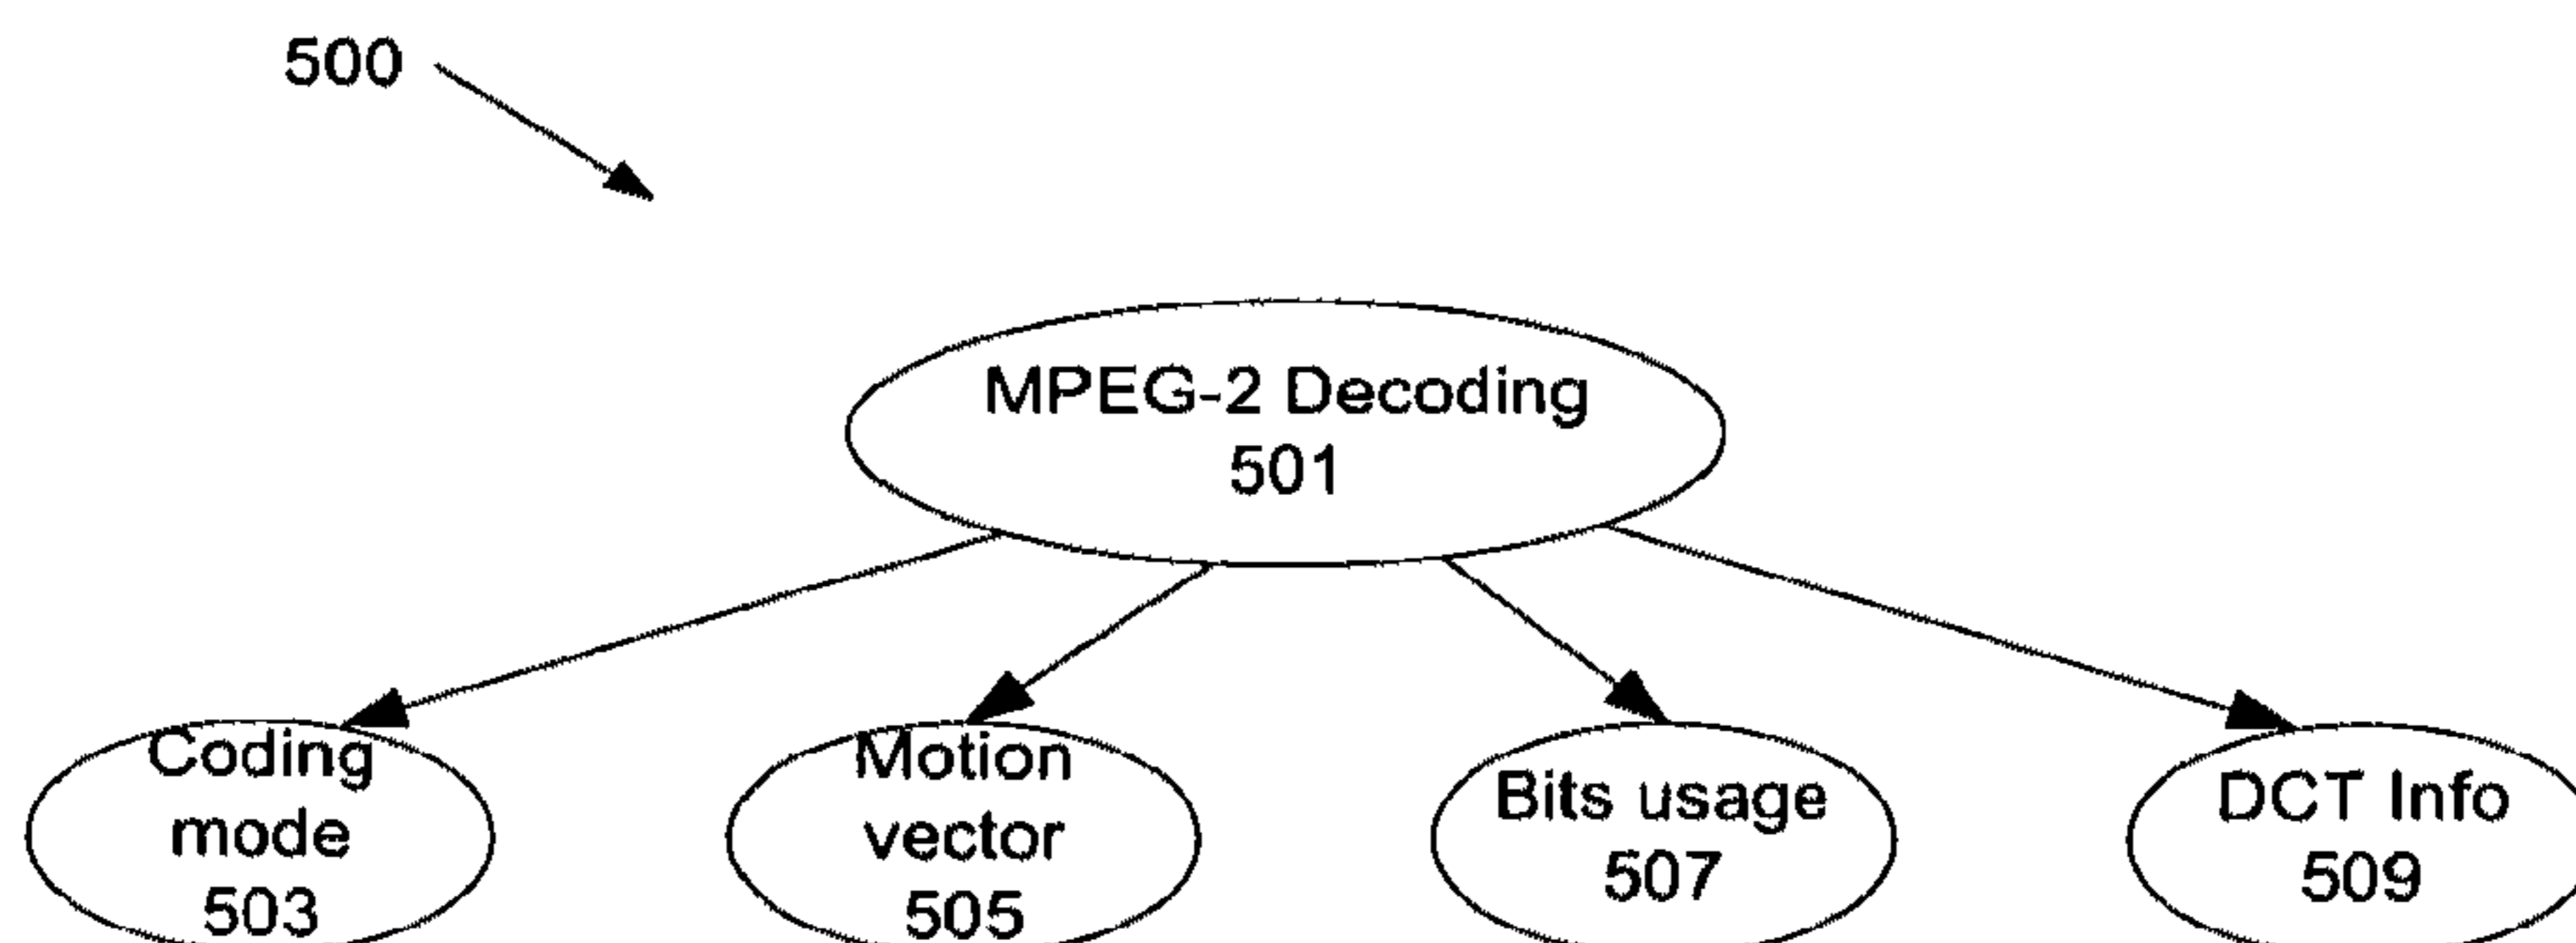 500
MPEG-2 Decoding
501
Coding
mode
503
Motion
vector
505
Bits usage
507
DCT Info
509